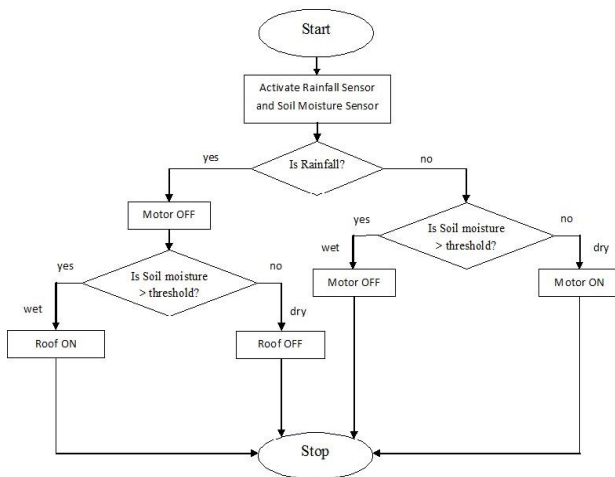 Start
Activate Rainfall Sensor
and Soil Moisture Sensor
yes
Is Rainfall?
no
Motor OFF
yes
Is Soil moisture
> threshold?
no
wet
dry
Motor OFF
Motor ON
yes
Is Soil moisture
> threshold?
no
wet
dry
Roof ON
Roof OFF
Stop